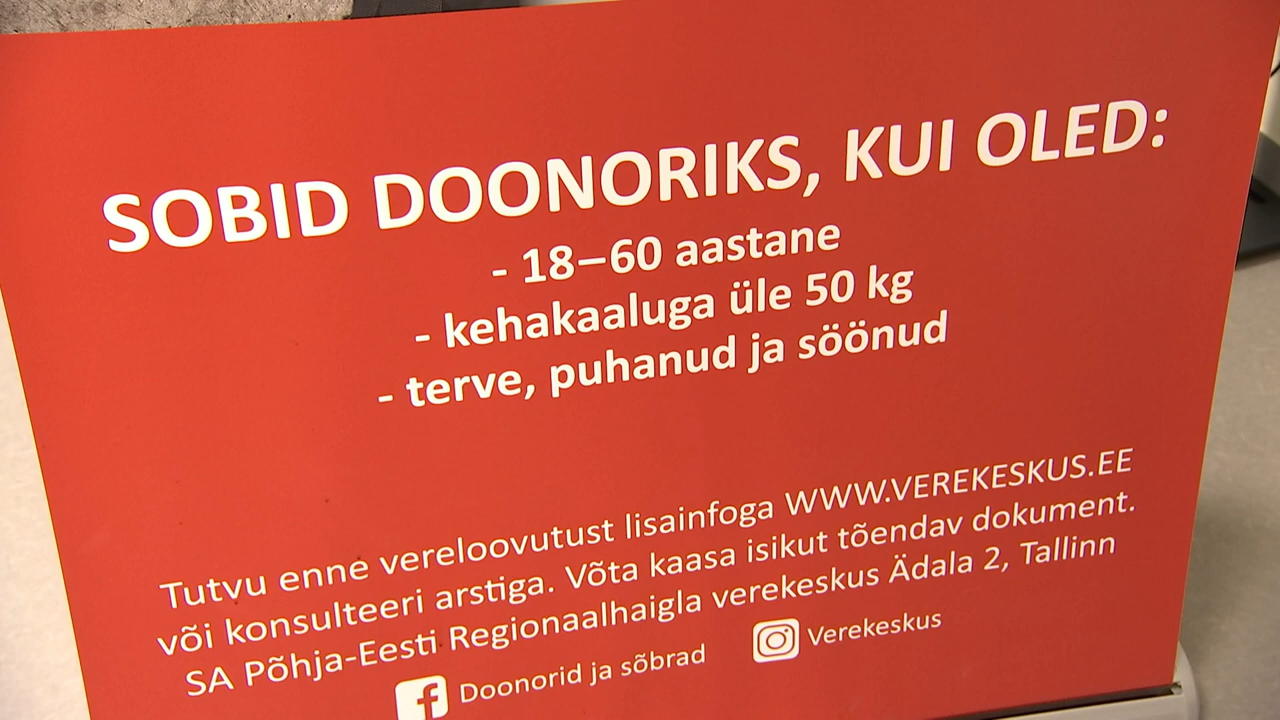 SOBID DOONORIKS, KUI OLED:
- 18–60 aastane
- kehakaaluga üle 50 kg
- terve, puhanud ja söönud
Tutvu enne vereloovutust lisainfoga WWW.VEREKESKUS.EE
või konsulteeri arstiga. Võta kaasa isikut tõendav dokument.
SA Põhja-Eesti Regionaalhaigla verekeskus Ädala 2, Tallinn
f Doonorid ja sõbrad Verekeskus